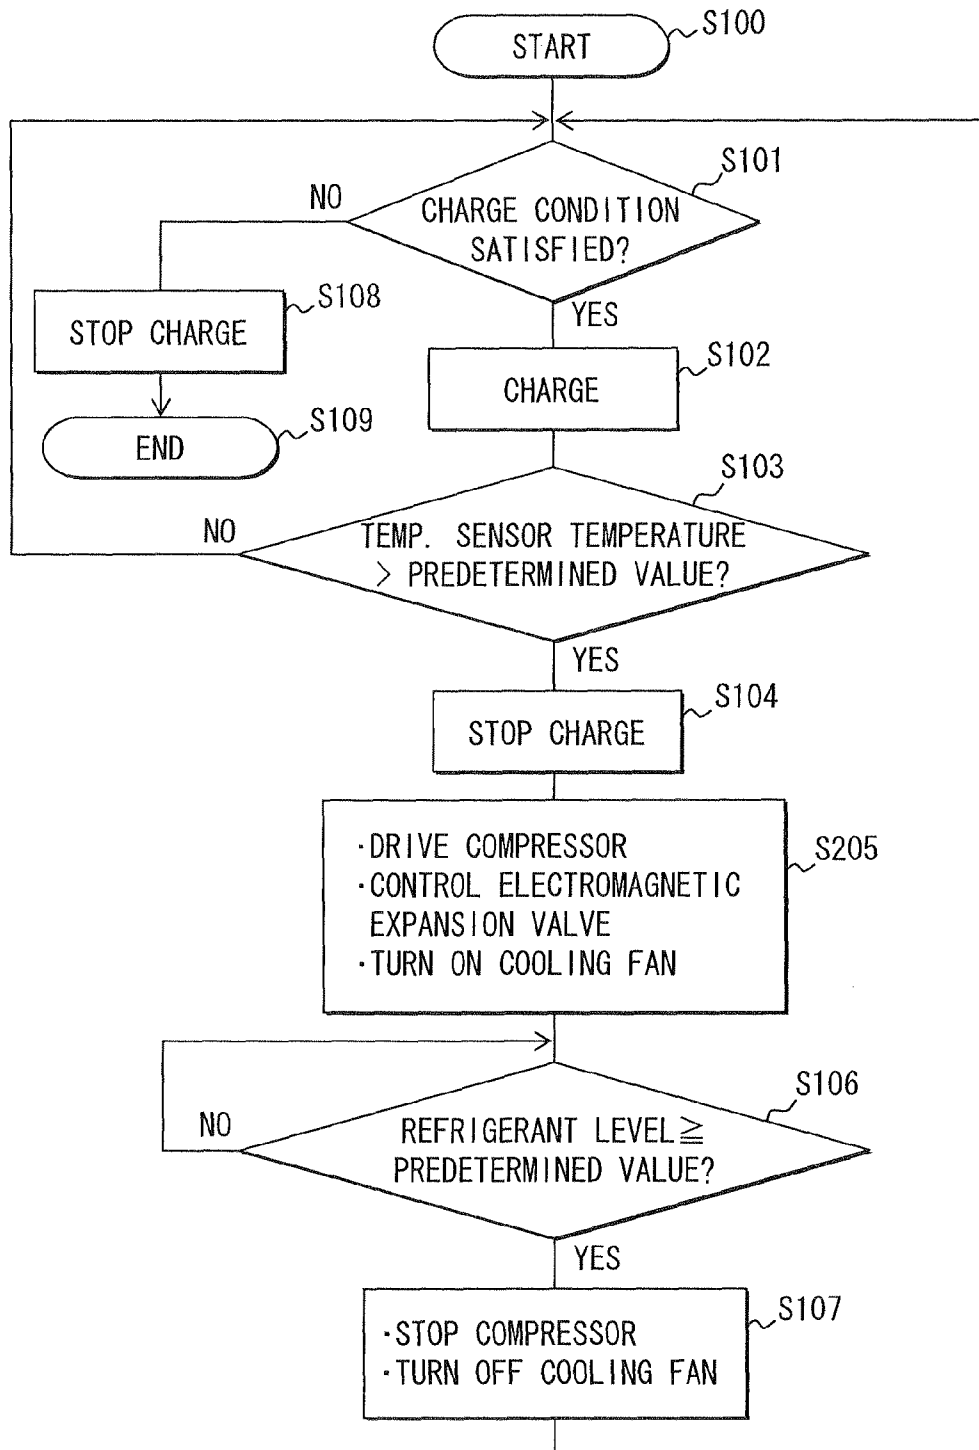 START
S100
S101
NO
CHARGE CONDITION
SATISFIED?
S108
STOP CHARGE
YES
S102
CHARGE
S109
END
S103
NO
TEMP. SENSOR TEMPERATURE
> PREDETERMINED VALUE?
YES
S104
STOP CHARGE
S205
·DRIVE COMPRESSOR
·CONTROL ELECTROMAGNETIC
EXPANSION VALVE
·TURN ON COOLING FAN
S106
NO
REFRIGERANT LEVEL≧
PREDETERMINED VALUE?
YES
S107
·STOP COMPRESSOR
·TURN OFF COOLING FAN